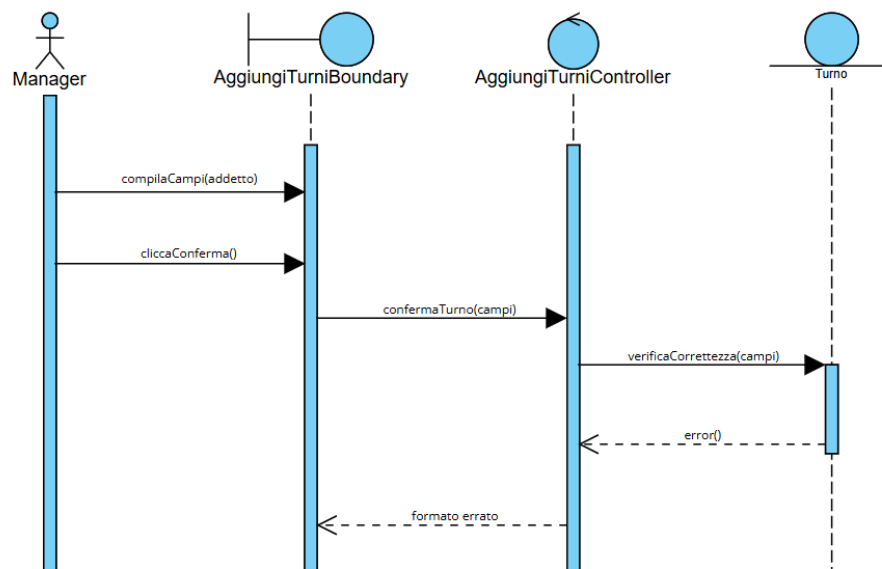 Manager
AggiungiTurniBoundary
AggiungiTurniController
Turno
compilaCampi(addetto)
cliccaConferma()
confermaTurno(campi)
verificaCorrettezza(campi)
error()
formato errato